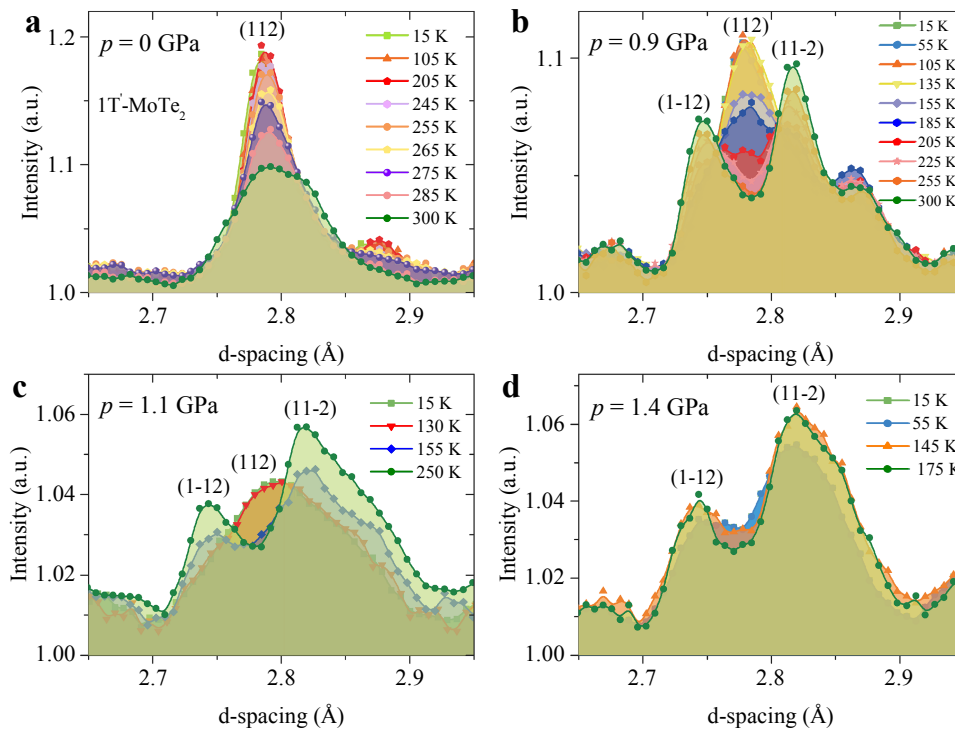 a
p = 0 GPa
1T'-MoTe2
(112)
15 K
105 K
205 K
245 K
255 K
265 K
275 K
285 K
300 K
1.2
1.1
1.0
Intensity (a.u.)
2.7 2.8 2.9
d-spacing (Å)
b
p = 0.9 GPa
(112)
(1-12)
(11-2)
15 K
55 K
105 K
135 K
155 K
185 K
205 K
225 K
255 K
300 K
1.1
1.0
Intensity (a.u.)
2.7 2.8 2.9
d-spacing (Å)
c
p = 1.1 GPa
(11-2)
(112)
(1-12)
15 K
130 K
155 K
250 K
1.06
1.04
1.02
1.00
Intensity (a.u.)
2.7 2.8 2.9
d-spacing (Å)
d
p = 1.4 GPa
(11-2)
(1-12)
15 K
55 K
145 K
175 K
1.06
1.04
1.02
1.00
Intensity (a.u.)
2.7 2.8 2.9
d-spacing (Å)